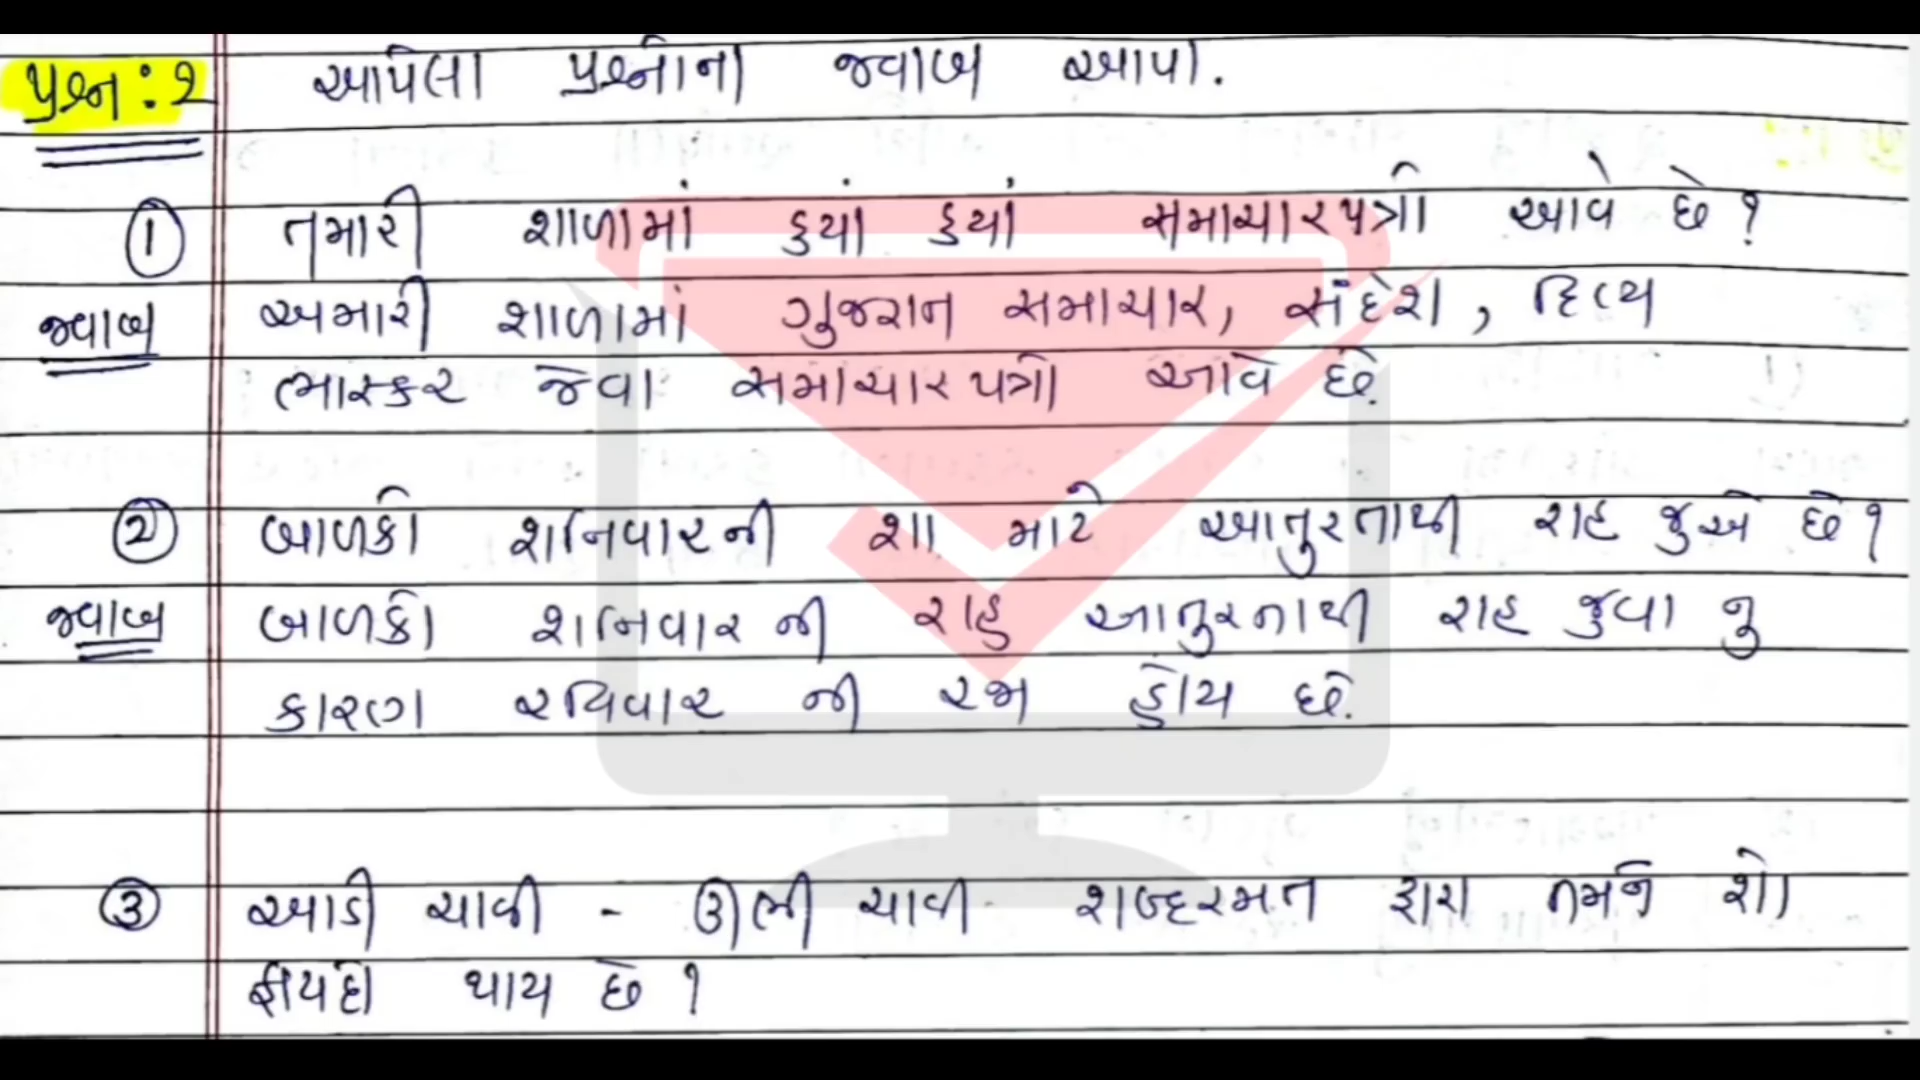 પ્રશ્ન : ૨ આપેલા પ્રશ્નોના જવાબ આપો.
① તમારી શાળામાં કયાં કયાં સમાચારપત્રો આવે છે ?
જવાબ અમારી શાળામાં ગુજરાત સમાચાર, સંદેશ, દિવ્ય
ભાસ્કર જેવા સમાચારપત્રો આવે છે.
② બાળકો શનિવારની શા માટે આતુરતાથી રાહ જુએ છે ?
જવાબ બાળકો શનિવાર ની રાહ આતુરતાથી રાહ જુવા નુ
કારણ રવિવાર ની રજા હોય છે.
③ આડી ચાવી - ઊભી ચાવી શબ્દરમત દ્વારા તમને શો
ફાયદો થાય છે ?